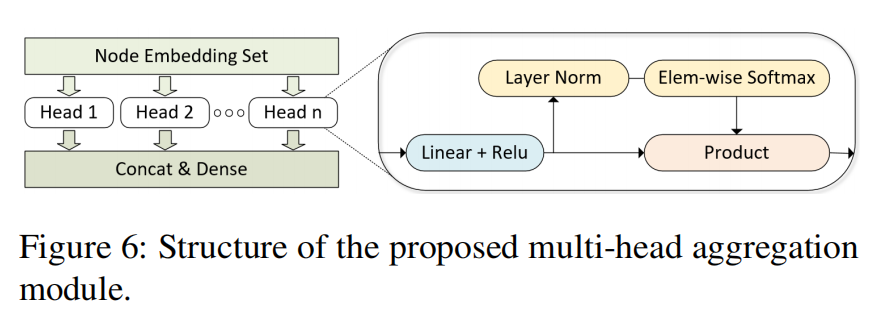 Node Embedding Set
Head 1
Head 2
Head n
Concat & Dense
Layer Norm
Elem-wise Softmax
Linear + Relu
Product
Figure 6: Structure of the proposed multi-head aggregation
module.